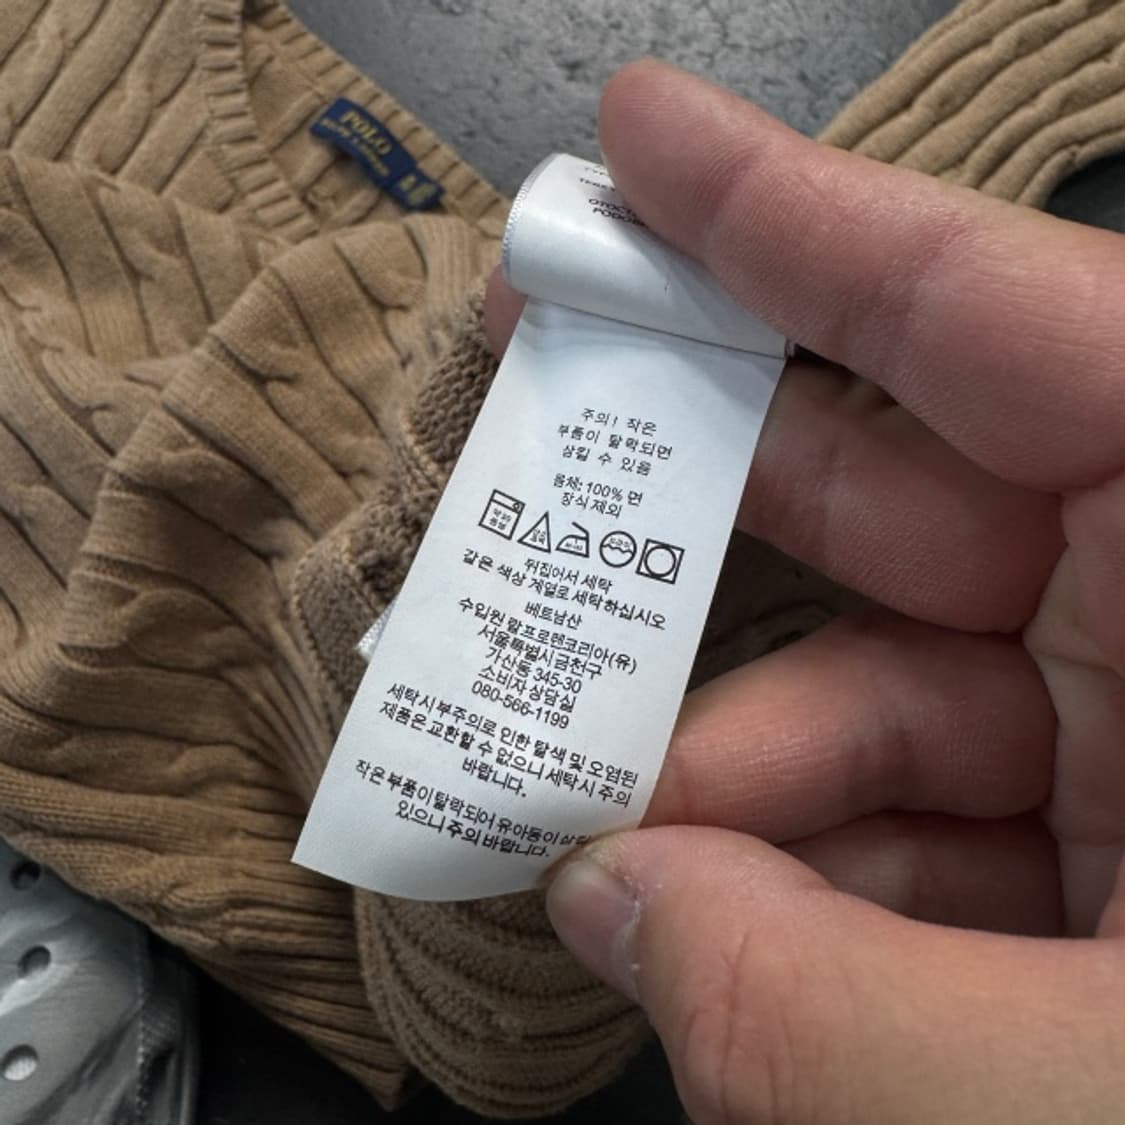 POLO
주의! 작은
부품이 탈락되면
삼킬 수 있음
몸체: 100% 면
장식 제외
뒤집어서 세탁
같은 색상 계열로 세탁하십시오
베트남산
수입원 랄프로렌코리아(유)
서울특별시 금천구
가산동 345-30
소비자 상담실
080-566-1199
세탁시 부주의로 인한 탈색 및 오염된
제품은 교환할 수 없으니 세탁시 주의
바랍니다.
작은 부품이 탈락되어 유아동이
있으니 주의 바랍니다.